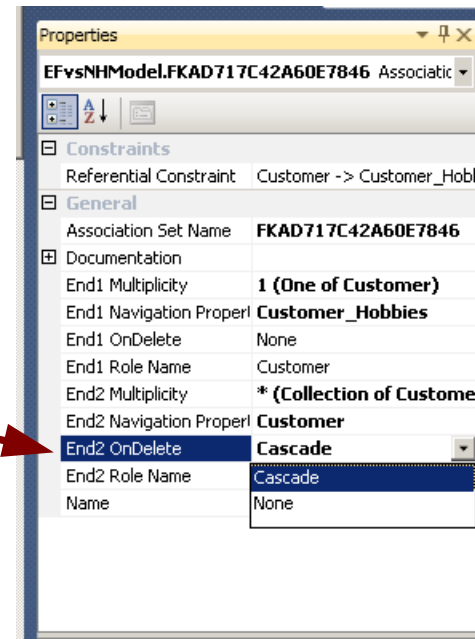 Properties
EFvsNHModel.FKAD717C42A60E7846 Associatic
Constraints
Referential Constraint Customer -> Customer_Hobb
General
Association Set Name FKAD717C42A60E7846
Documentation
End1 Multiplicity 1 (One of Customer)
End1 Navigation Propert Customer_Hobbies
End1 OnDelete None
End1 Role Name Customer
End2 Multiplicity * (Collection of Custome
End2 Navigation Propert Customer
End2 OnDelete Cascade
End2 Role Name Cascade
Name None